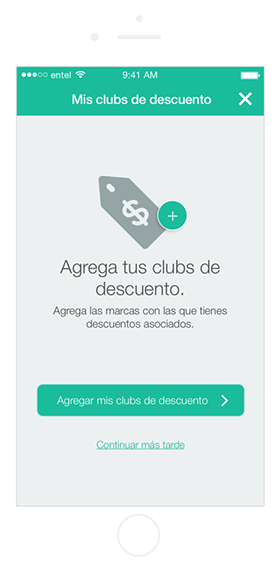 entel 9:41 AM
Mis clubs de descuento
$
+
Agrega tus clubs de
descuento.
Agrega las marcas con las que tienes
descuentos asociados.
Agregar mis clubs de descuento
Continuar más tarde